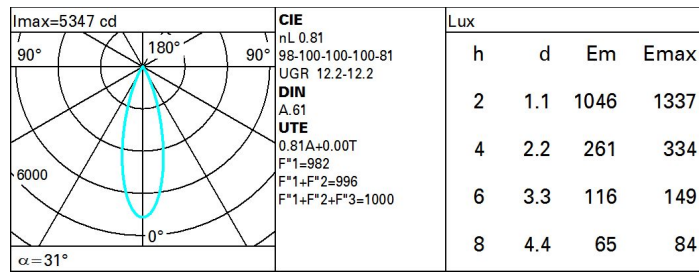 Imax=5347 cd
90° 180° 90°
6000
0°
α=31°
CIE
nL 0.81
98-100-100-100-81
UGR 12.2-12.2
DIN
A.61
UTE
0.81A+0.00T
F"1=982
F"1+F"2=996
F"1+F"2+F"3=1000
Lux
h d Em Emax
2 1.1 1046 1337
4 2.2 261 334
6 3.3 116 149
8 4.4 65 84